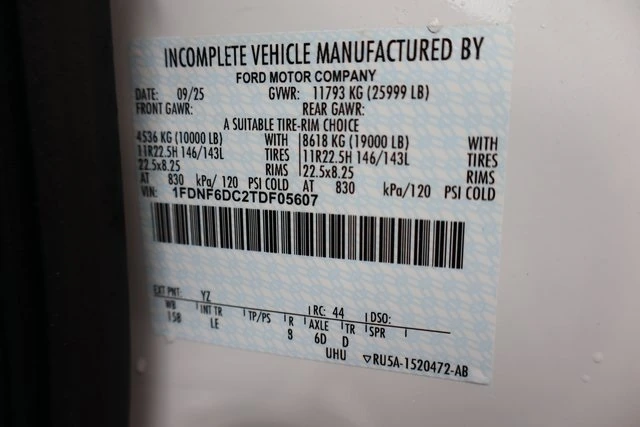 INCOMPLETE VEHICLE MANUFACTURED BY
FORD MOTOR COMPANY
DATE: 09/25 GVWR: 11793 KG (25999 LB)
FRONT GAWR: REAR GAWR:
A SUITABLE TIRE-RIM CHOICE
4536 KG (10000 LB) WITH 8618 KG (19000 LB) WITH
11R22.5H 146/143L TIRES 11R22.5H 146/143L TIRES
22.5x8.25 RIMS 22.5x8.25 RIMS
AT 830 kPa/ 120 PSI COLD AT 830 kPa/120 PSI COLD
VIN: 1FDNF6DC2TDF05607
EXT PNT: YZ RC: 44 DSO:
WB INT TR TP/PS R AXLE TR SPR
158 LE 8 6D D
UHU ▽RU5A-1520472-AB